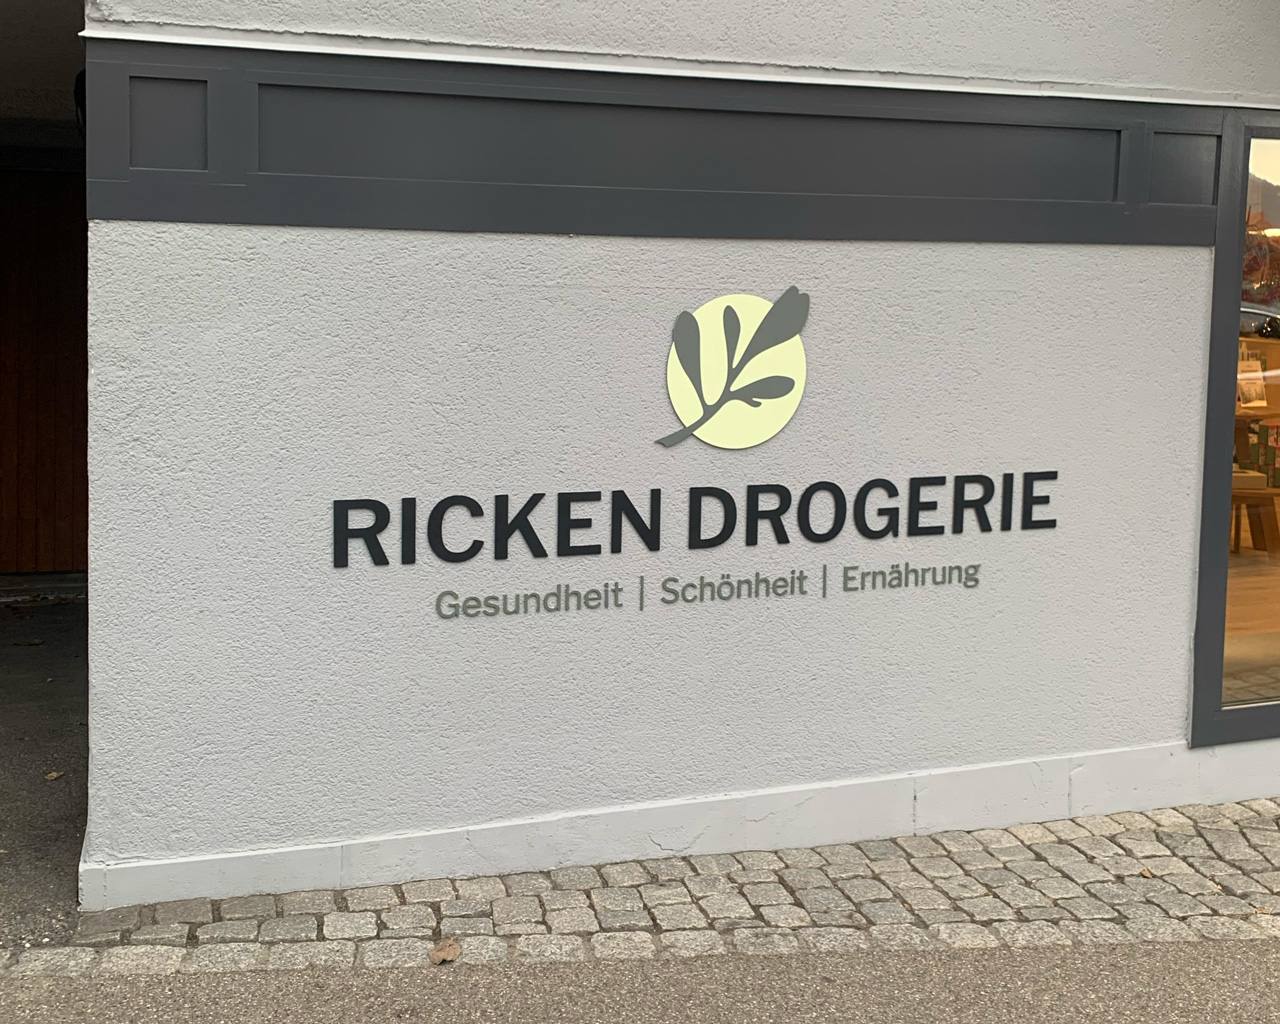 RICKEN DROGERIE
Gesundheit | Schönheit | Ernährung